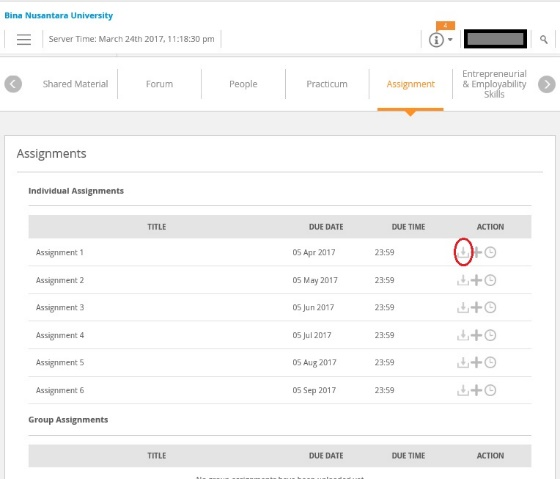 Bina Nusantara University
4
Server Time: March 24th 2017, 11:18:30 pm
Shared Material Forum People Practicum Assignment Entrepreneurial
& Employability
Skills
Assignments
Individual Assignments
TITLE DUE DATE DUE TIME ACTION
Assignment 1 05 Apr 2017 23:59
Assignment 2 05 May 2017 23:59
Assignment 3 05 Jun 2017 23:59
Assignment 4 05 Jul 2017 23:59
Assignment 5 05 Aug 2017 23:59
Assignment 6 05 Sep 2017 23:59
Group Assignments
TITLE DUE DATE DUE TIME ACTION
No group assignments have been uploaded yet